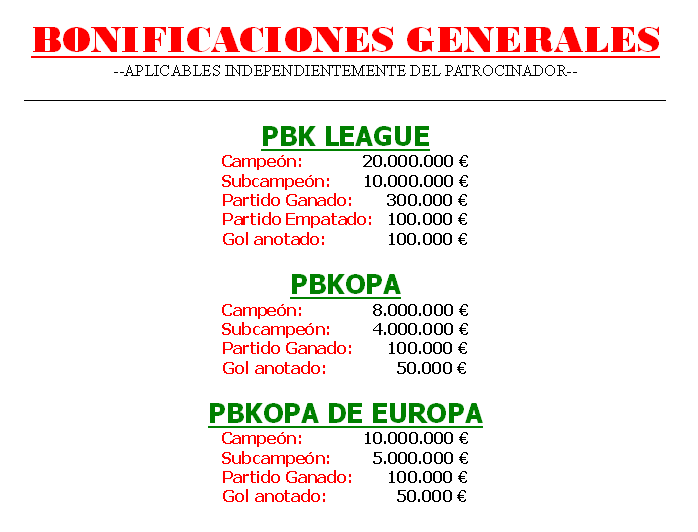 BONIFICACIONES GENERALES
--APLICABLES INDEPENDIENTEMENTE DEL PATROCINADOR--
PBK LEAGUE
Campeón: 20.000.000 €
Subcampeón: 10.000.000 €
Partido Ganado: 300.000 €
Partido Empatado: 100.000 €
Gol anotado: 100.000 €
PBKOPA
Campeón: 8.000.000 €
Subcampeón: 4.000.000 €
Partido Ganado: 100.000 €
Gol anotado: 50.000 €
PBKOPA DE EUROPA
Campeón: 10.000.000 €
Subcampeón: 5.000.000 €
Partido Ganado: 100.000 €
Gol anotado: 50.000 €